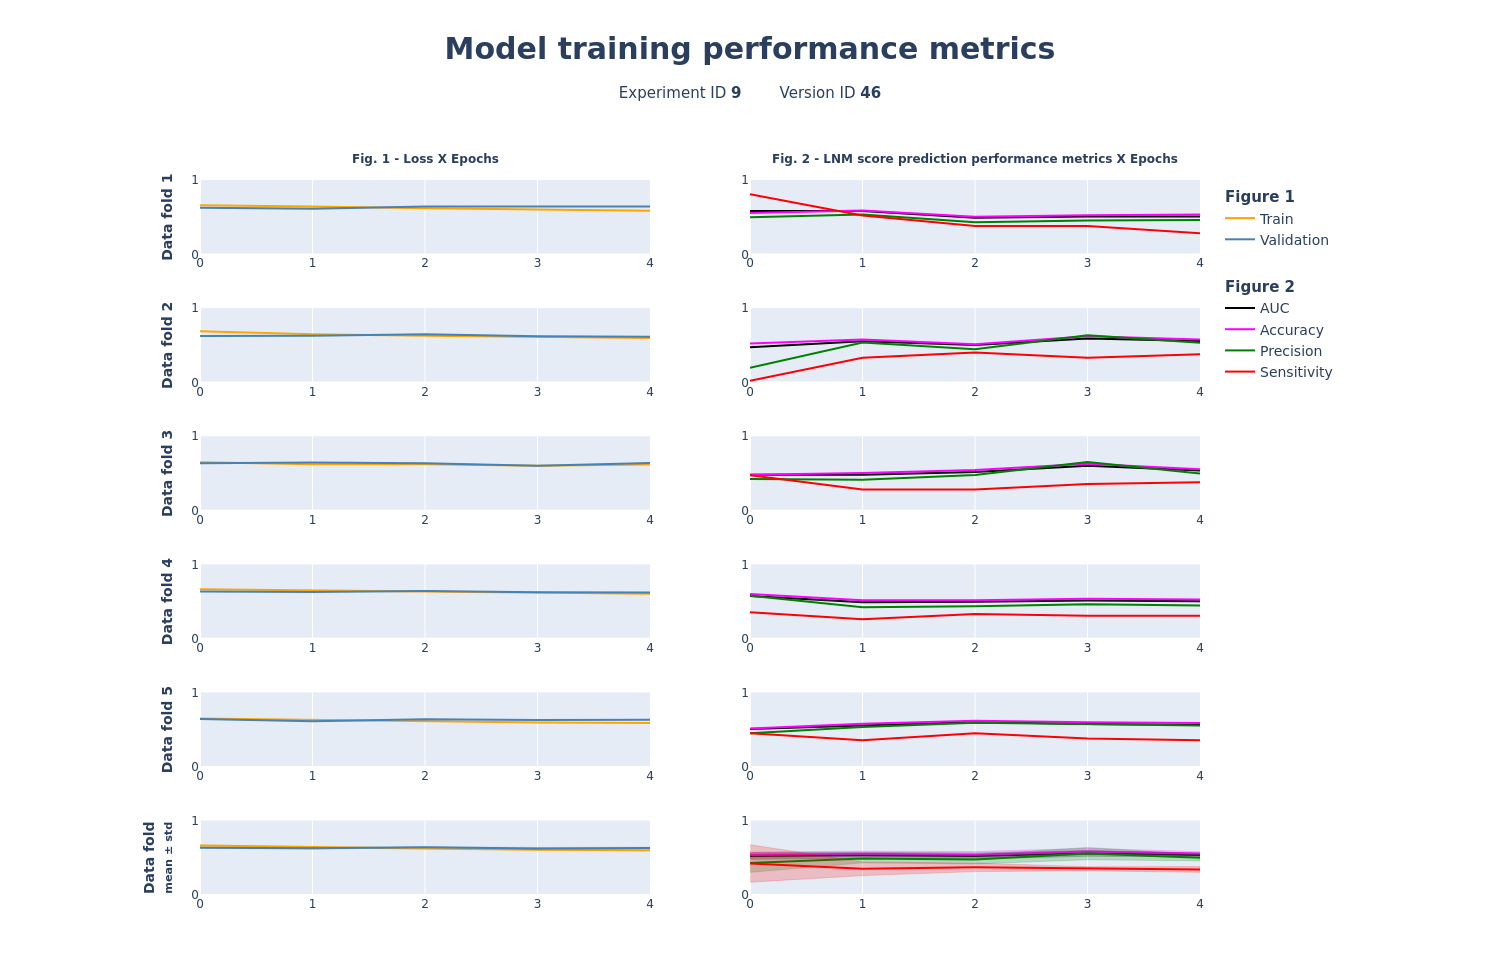 Model training performance metrics
Experiment ID 9 Version ID 46
Fig. 1 - Loss X Epochs
Fig. 2 - LNM score prediction performance metrics X Epochs
Data fold 1
1
0
0 1 2 3 4
1
0
0 1 2 3 4
Figure 1
Train
Validation
Figure 2
AUC
Accuracy
Precision
Sensitivity
Data fold 2
1
0
0 1 2 3 4
1
0
0 1 2 3 4
Data fold 3
1
0
0 1 2 3 4
1
0
0 1 2 3 4
Data fold 4
1
0
0 1 2 3 4
1
0
0 1 2 3 4
Data fold 5
1
0
0 1 2 3 4
1
0
0 1 2 3 4
Data fold
mean ± std
1
0
0 1 2 3 4
1
0
0 1 2 3 4